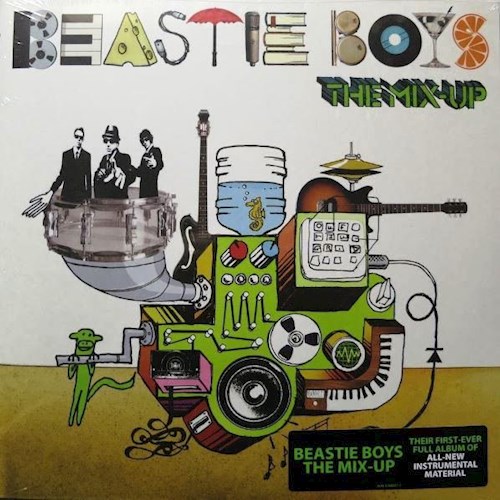 BEASTIE BOYS
THE MIX-UP
BEASTIE BOYS
THE MIX-UP
THEIR FIRST-EVER
FULL ALBUM OF
ALL-NEW
INSTRUMENTAL
MATERIAL